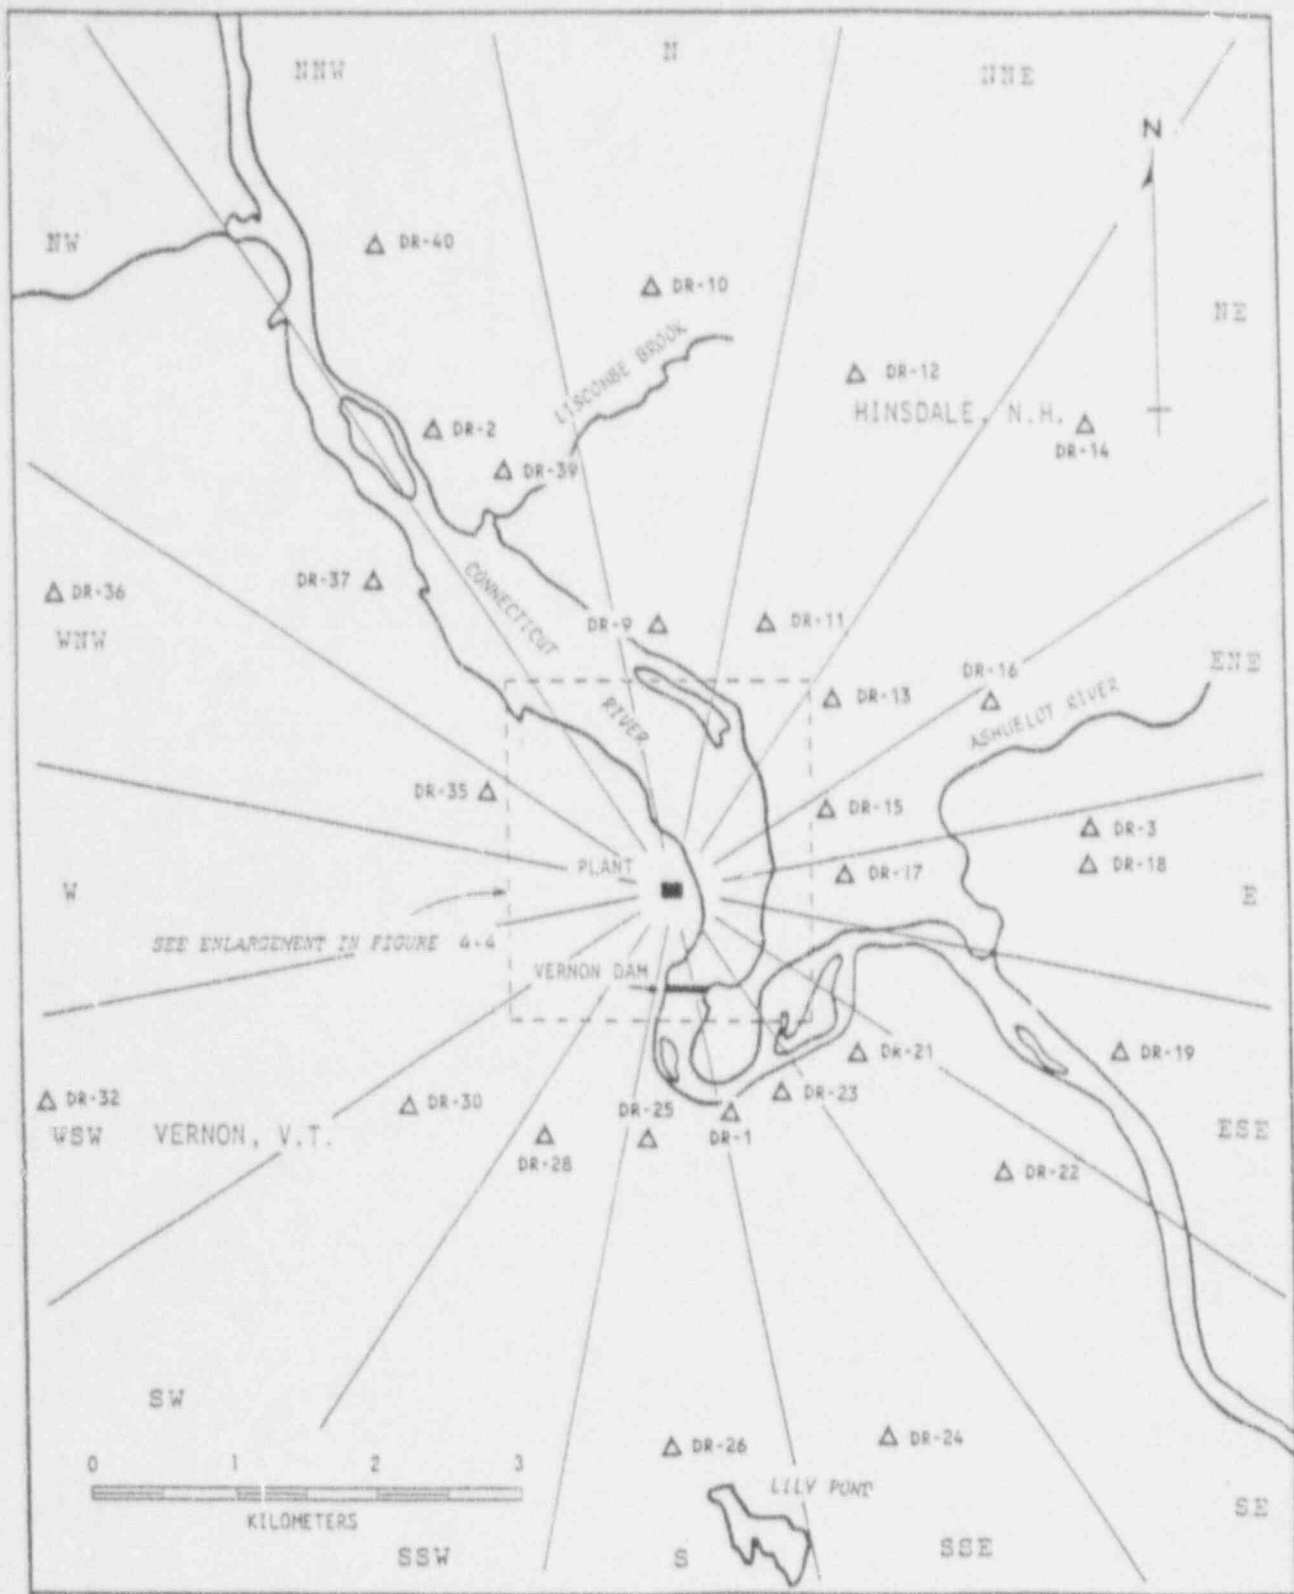 N
NNW
NNE
N
NW
DR-40
DR-10
NE
LISCOMBE BROOK
DR-12
HINSDALE, N.H.
DR-2
DR-14
DR-39
DR-36
DR-37
CONNECTICUT
RIVER
WNW
DR-9
DR-11
ENE
DR-16
DR-13
ASHUELOT RIVER
DR-35
DR-15
DR-3
PLANT
DR-18
DR-17
W
E
SEE ENLARGEMENT IN FIGURE 4-4
VERNON DAM
DR-21
DR-19
DR-32
DR-30
DR-25
DR-23
WSW
VERNON, V.T.
DR-1
ESE
DR-28
DR-22
SW
DR-26
DR-24
0 1 2 3
KILOMETERS
LILY POND
SE
SSW
S
SSE